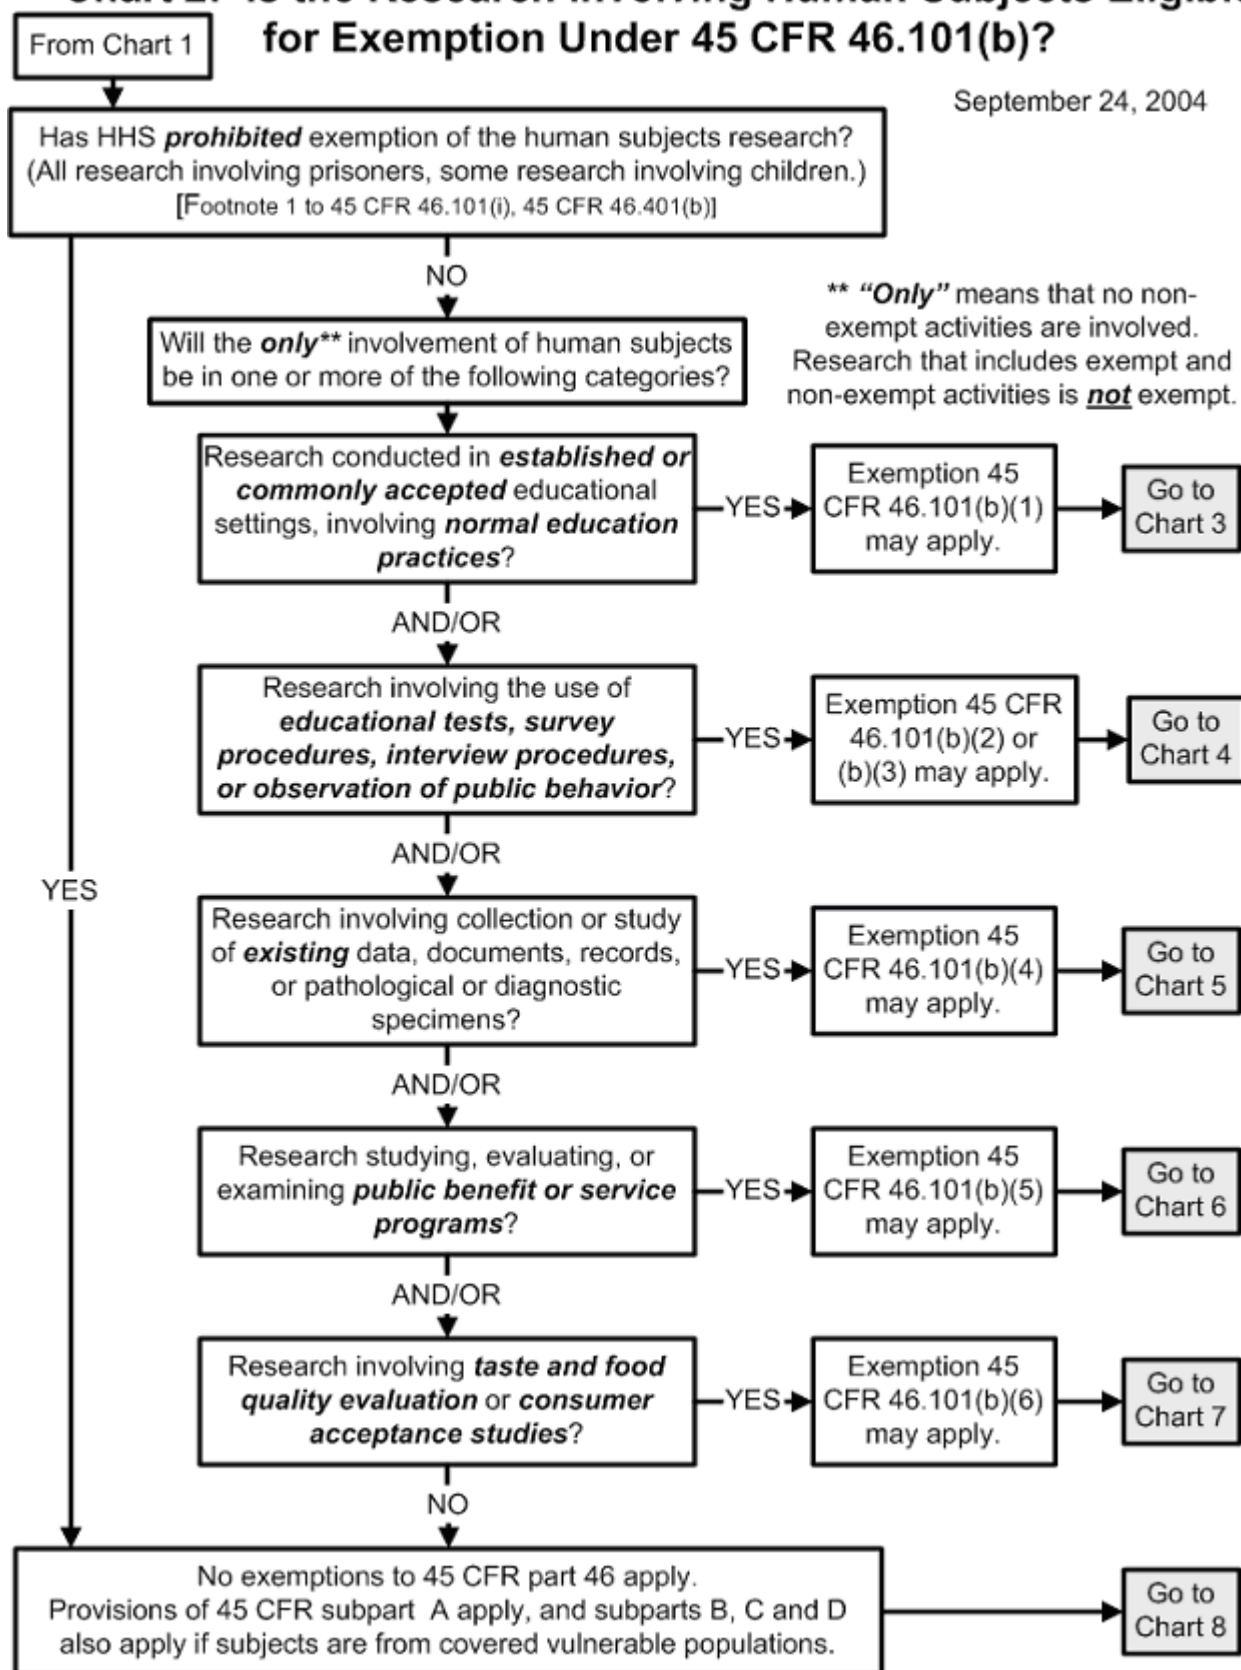 for Exemption Under 45 CFR 46.101(b)?
From Chart 1
September 24, 2004
Has HHS prohibited exemption of the human subjects research?
(All research involving prisoners, some research involving children.)
[Footnote 1 to 45 CFR 46.101(i), 45 CFR 46.401(b)]
NO
** “Only” means that no non-
exempt activities are involved.
Research that includes exempt and
non-exempt activities is not exempt.
Will the only** involvement of human subjects
be in one or more of the following categories?
Research conducted in established or
commonly accepted educational
settings, involving normal education
practices?
YES
Exemption 45
CFR 46.101(b)(1)
may apply.
Go to
Chart 3
AND/OR
Research involving the use of
educational tests, survey
procedures, interview procedures,
or observation of public behavior?
YES
Exemption 45 CFR
46.101(b)(2) or
(b)(3) may apply.
Go to
Chart 4
AND/OR
YES
Research involving collection or study
of existing data, documents, records,
or pathological or diagnostic
specimens?
YES
Exemption 45
CFR 46.101(b)(4)
may apply.
Go to
Chart 5
AND/OR
Research studying, evaluating, or
examining public benefit or service
programs?
YES
Exemption 45
CFR 46.101(b)(5)
may apply.
Go to
Chart 6
AND/OR
Research involving taste and food
quality evaluation or consumer
acceptance studies?
YES
Exemption 45
CFR 46.101(b)(6)
may apply.
Go to
Chart 7
NO
No exemptions to 45 CFR part 46 apply.
Provisions of 45 CFR subpart A apply, and subparts B, C and D
also apply if subjects are from covered vulnerable populations.
Go to
Chart 8